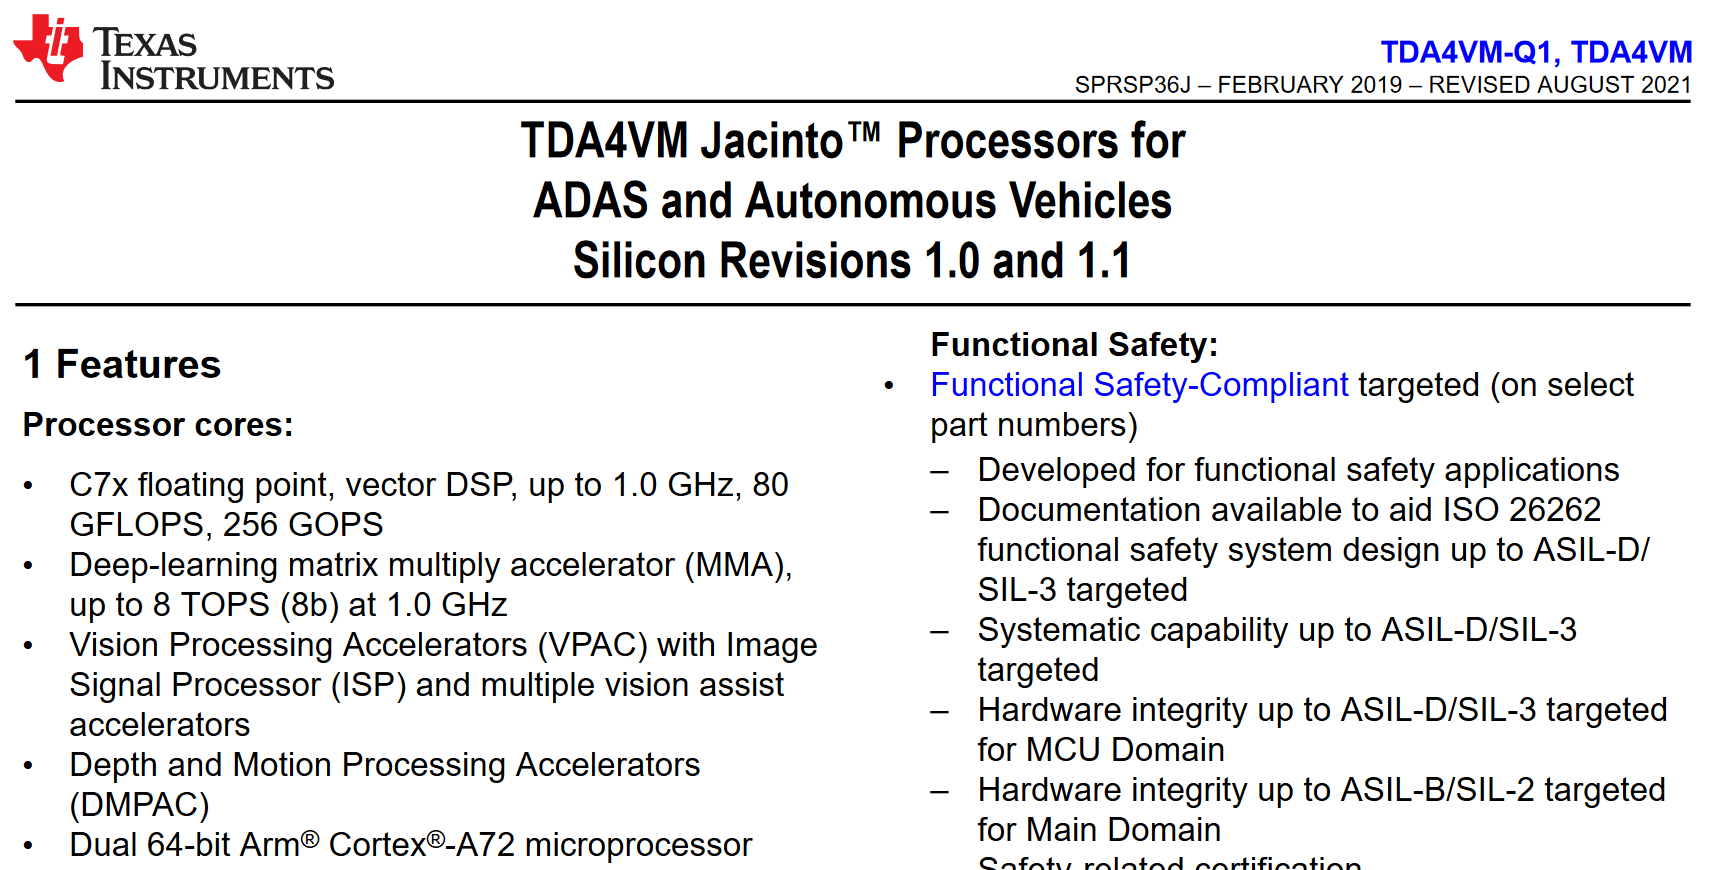 TEXAS
INSTRUMENTS
TDA4VM-Q1, TDA4VM
SPRSP36J – FEBRUARY 2019 – REVISED AUGUST 2021
TDA4VM Jacinto™ Processors for
ADAS and Autonomous Vehicles
Silicon Revisions 1.0 and 1.1
1 Features
Processor cores:
• C7x floating point, vector DSP, up to 1.0 GHz, 80
GFLOPS, 256 GOPS
• Deep-learning matrix multiply accelerator (MMA),
up to 8 TOPS (8b) at 1.0 GHz
• Vision Processing Accelerators (VPAC) with Image
Signal Processor (ISP) and multiple vision assist
accelerators
• Depth and Motion Processing Accelerators
(DMPAC)
• Dual 64-bit Arm® Cortex®-A72 microprocessor
Functional Safety:
• Functional Safety-Compliant targeted (on select
part numbers)
– Developed for functional safety applications
– Documentation available to aid ISO 26262
functional safety system design up to ASIL-D/
SIL-3 targeted
– Systematic capability up to ASIL-D/SIL-3
targeted
– Hardware integrity up to ASIL-D/SIL-3 targeted
for MCU Domain
– Hardware integrity up to ASIL-B/SIL-2 targeted
for Main Domain
Safety-related certification